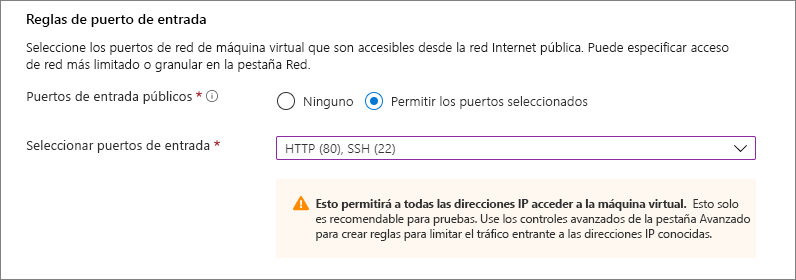 Reglas de puerto de entrada
Seleccione los puertos de red de máquina virtual que son accesibles desde la red Internet pública. Puede especificar acceso
de red más limitado o granular en la pestaña Red.
Puertos de entrada públicos *
Ninguno
Permitir los puertos seleccionados
Seleccionar puertos de entrada *
HTTP (80), SSH (22)
Esto permitirá a todas las direcciones IP acceder a la máquina virtual. Esto solo
es recomendable para pruebas. Use los controles avanzados de la pestaña Avanzado
para crear reglas para limitar el tráfico entrante a las direcciones IP conocidas.